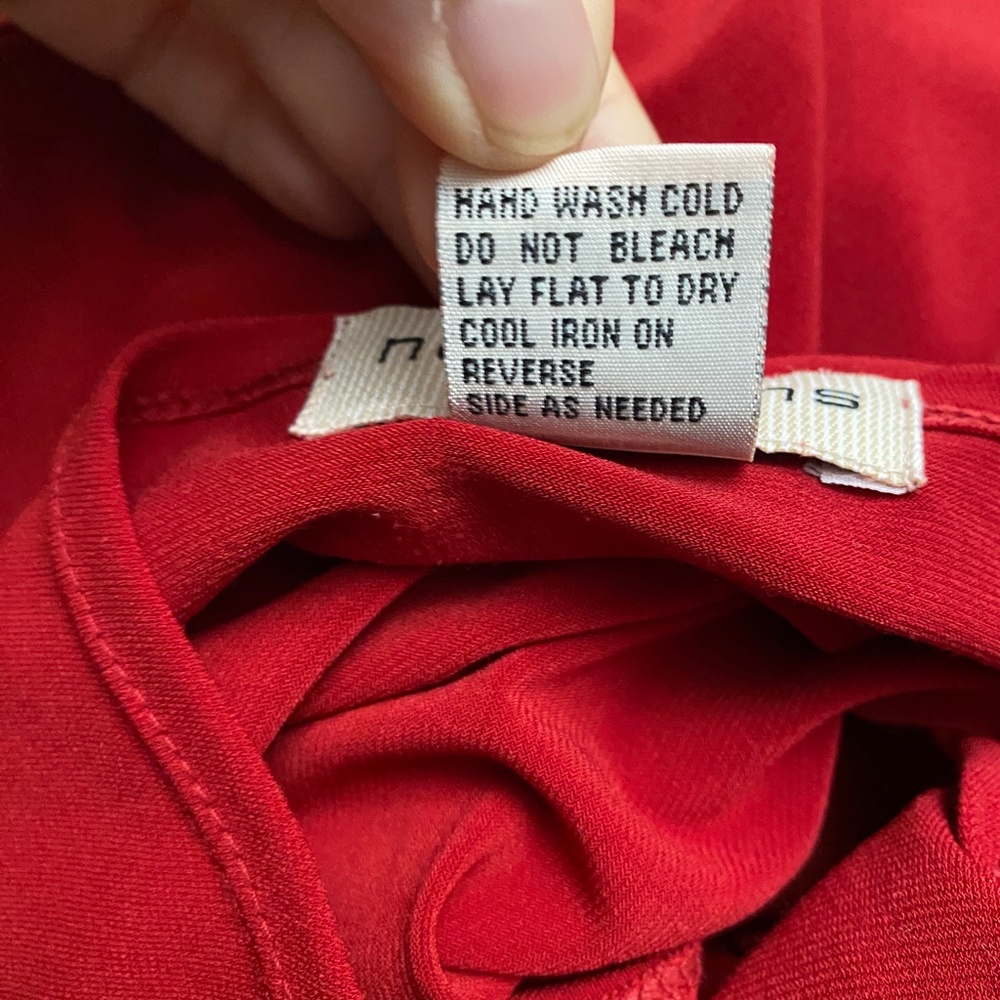 HAND WASH COLD
DO NOT BLEACH
LAY FLAT TO DRY
COOL IRON ON
REVERSE
SIDE AS NEEDED